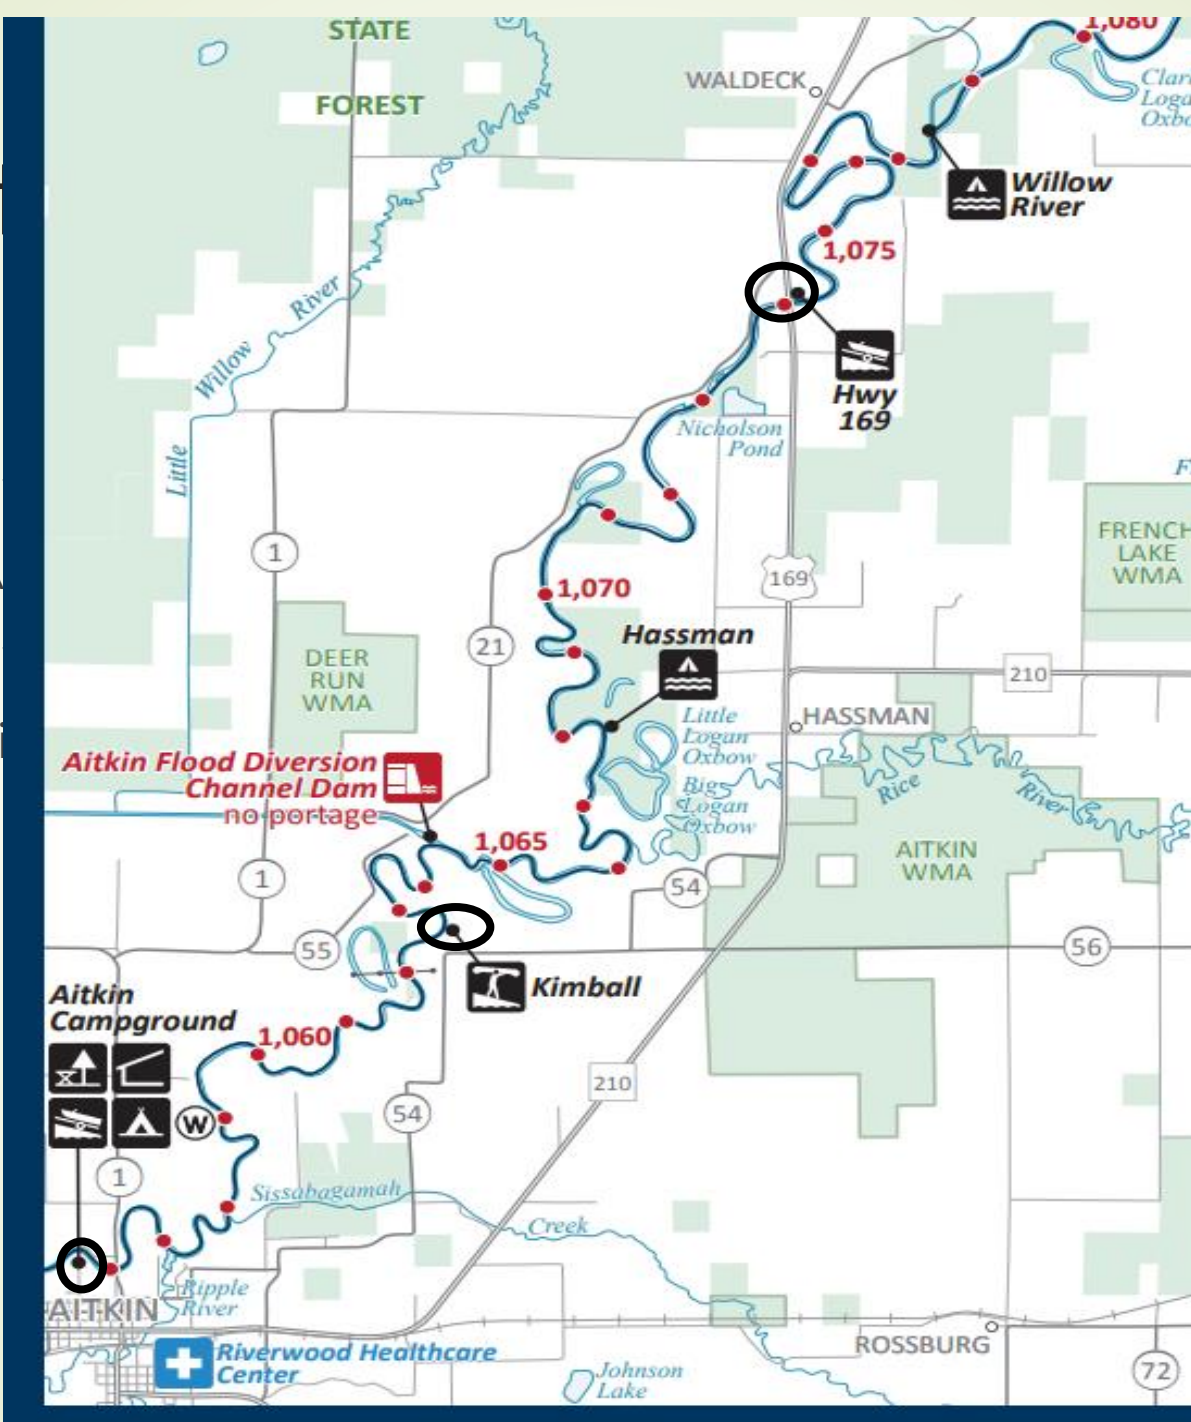 STATE
FOREST
1,080
WALDECK
Oxbo
Willow
River
1,075
Little
Willow
River
Hwy
169
Nicholson
Pond
1
169
FRENCH
LAKE
WMA
1,070
21
Hassman
DEER
RUN
WMA
210
HASSMAN
Little
Logan
Oxbow
Big
Logan
Oxbow
Rice
River
Aitkin Flood Diversion
Channel Dam
no portage
1,065
AITKIN
WMA
1
54
55
56
Kimball
Aitkin
Campground
1,060
210
54
W
1
Sissabagamah
Creek
Ripple
River
AITKIN
ROSSBURG
Riverwood Healthcare
Center
Johnson
Lake
72